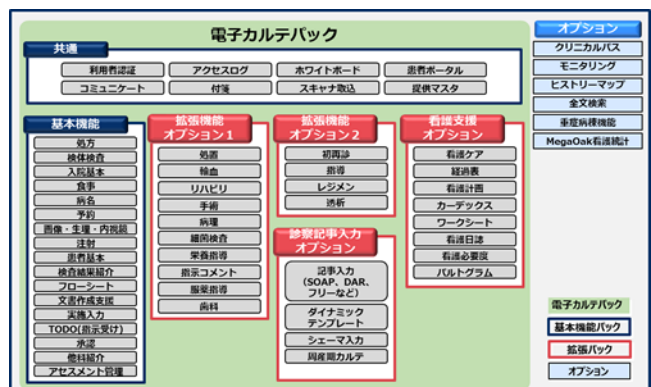 電子カルテパック
共通
利用者認証
アクセスログ
ホワイトボード
患者ポータル
コミュニケート
付箋
スキャナ取込
提供マスタ
基本機能
処方
検体検査
入院基本
食事
病名
予約
画像・生理・内視鏡
注射
患者基本
検査結果紹介
フローシート
文書作成支援
実施入力
TODO(指示受け)
承認
他科紹介
アセスメント管理
拡張機能
オプション1
処置
輸血
リハビリ
手術
病理
細菌検査
栄養指導
指示コメント
服薬指導
歯科
拡張機能
オプション2
初再診
指導
レジメン
透析
診察記事入力
オプション
記事入力
(SOAP、DAR、
フリーなど)
ダイナミック
テンプレート
シェーマ入力
周産期カルテ
看護支援
オプション
看護ケア
経過表
看護計画
カーデックス
ワークシート
看護日誌
看護必要度
パルトグラム
オプション
クリニカルパス
モニタリング
ヒストリーマップ
全文検索
重症病棟機能
MegaOak看護統計
電子カルテパック
基本機能パック
拡張パック
オプション